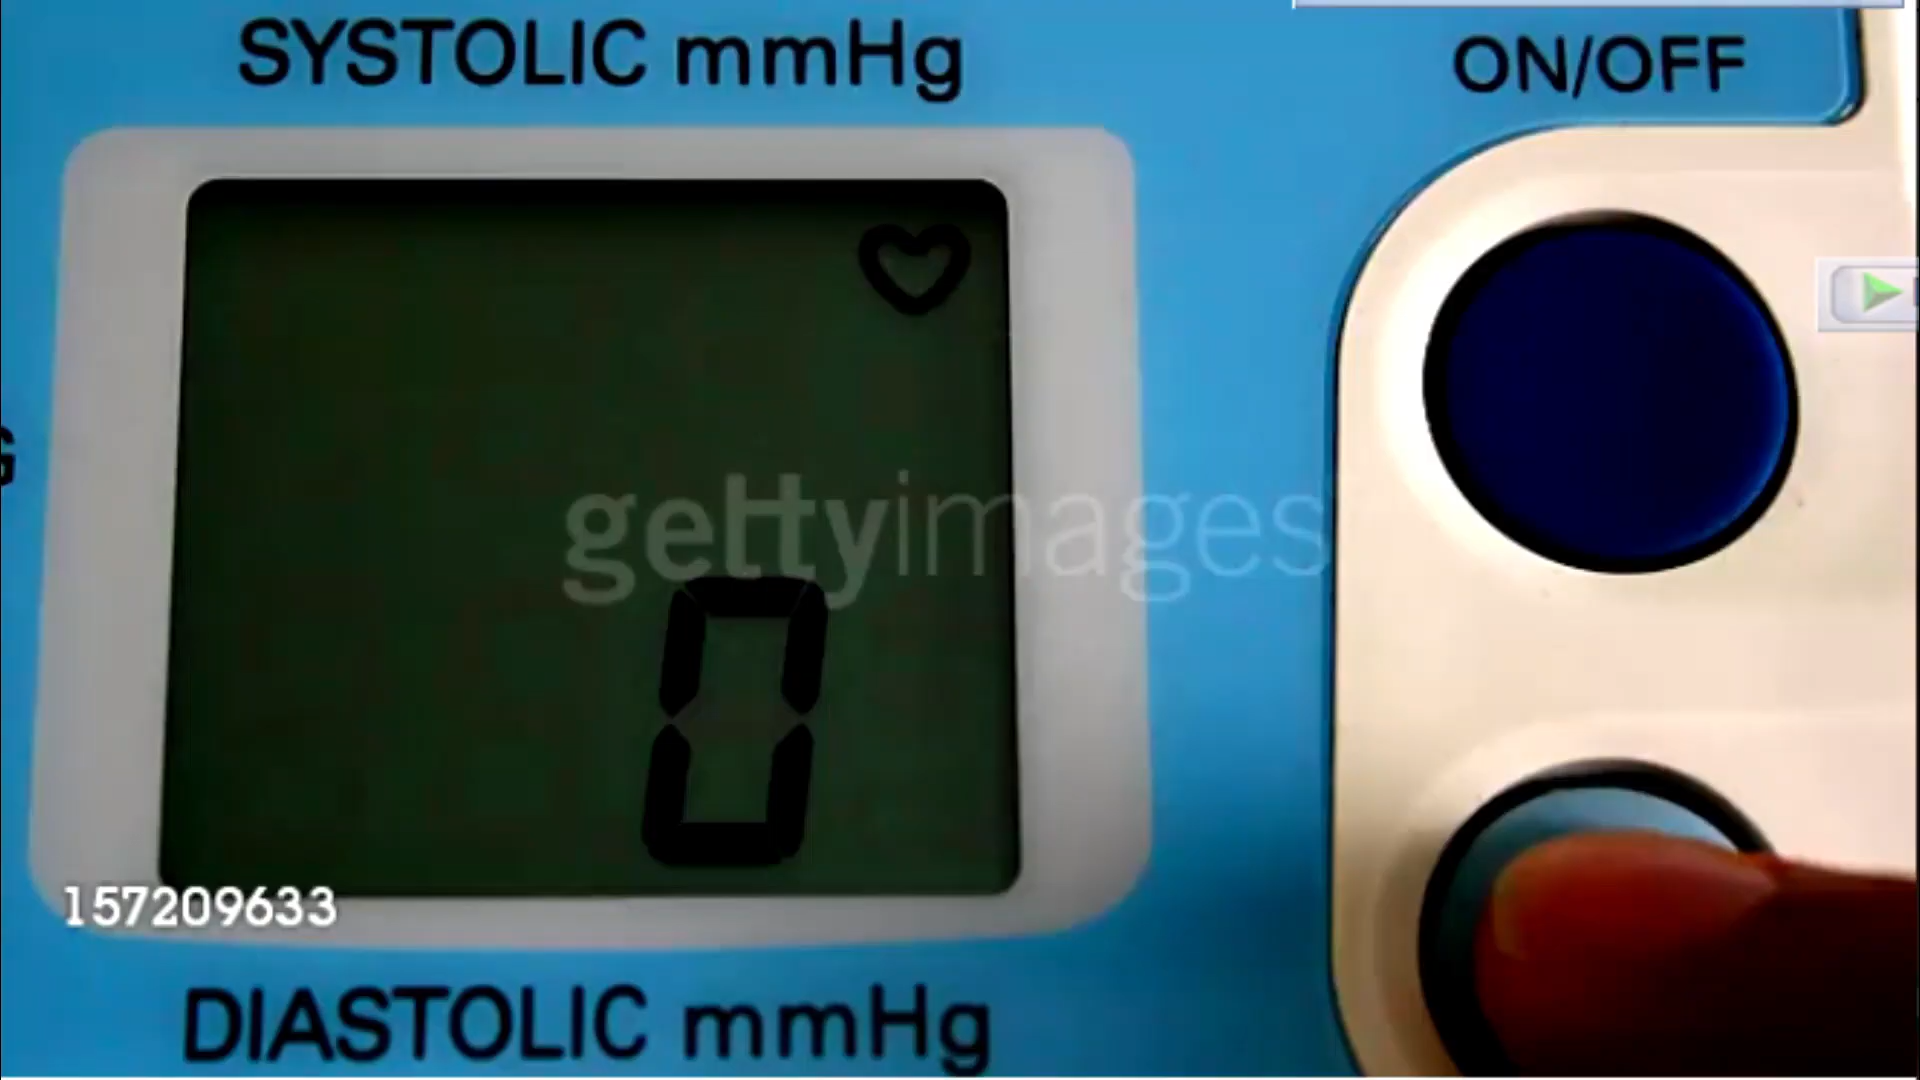 SYSTOLIC mmHg
ON/OFF
gettyimages
0
157209633
DIASTOLIC mmHg